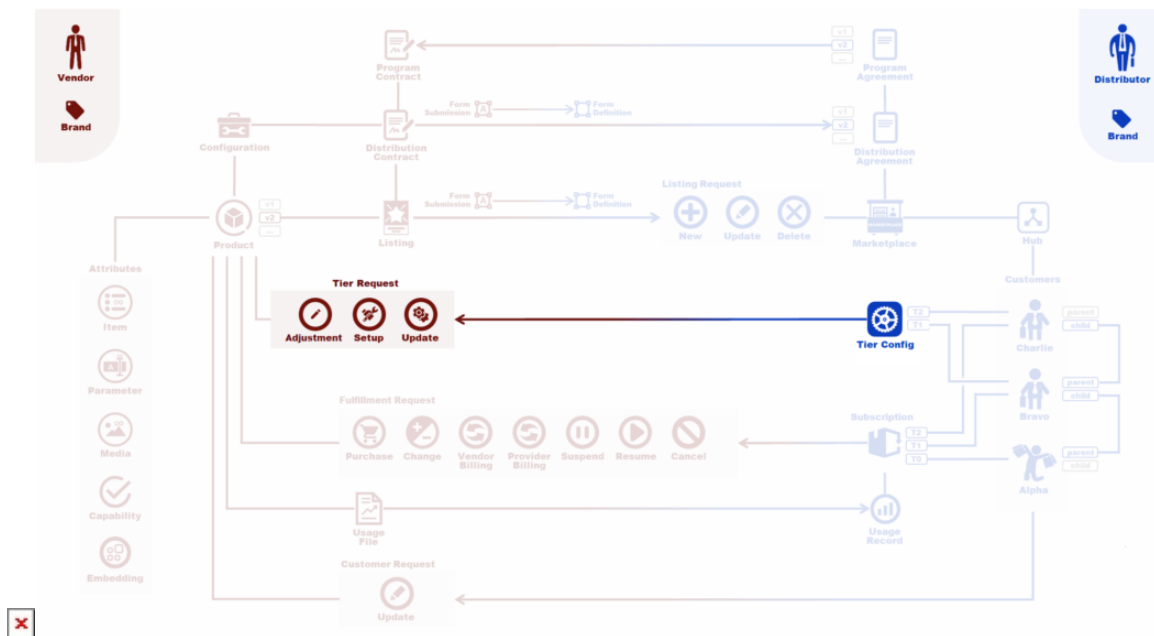 Vendor
Brand
Distributor
Brand
Program
Contract
v1
v2
...
Program
Agreement
Form
Submission
A
Form
Definition
Configuration
Distribution
Contract
v1
v2
...
Distribution
Agreement
Form
Submission
A
Form
Definition
Listing Request
Product
v1
v2
...
Listing
New
Update
Delete
Marketplace
Hub
Attributes
Item
Parameter
Media
Capability
Embedding
Tier Request
Adjustment
Setup
Update
Tier Config
T2
T1
Customers
Charlie
parent
child
Bravo
parent
child
Alpha
parent
child
Fulfillment Request
Purchase
Change
Vendor
Billing
Provider
Billing
Suspend
Resume
Cancel
Subscription
T2
T1
T0
Usage
File
Usage
Record
Customer Request
Update